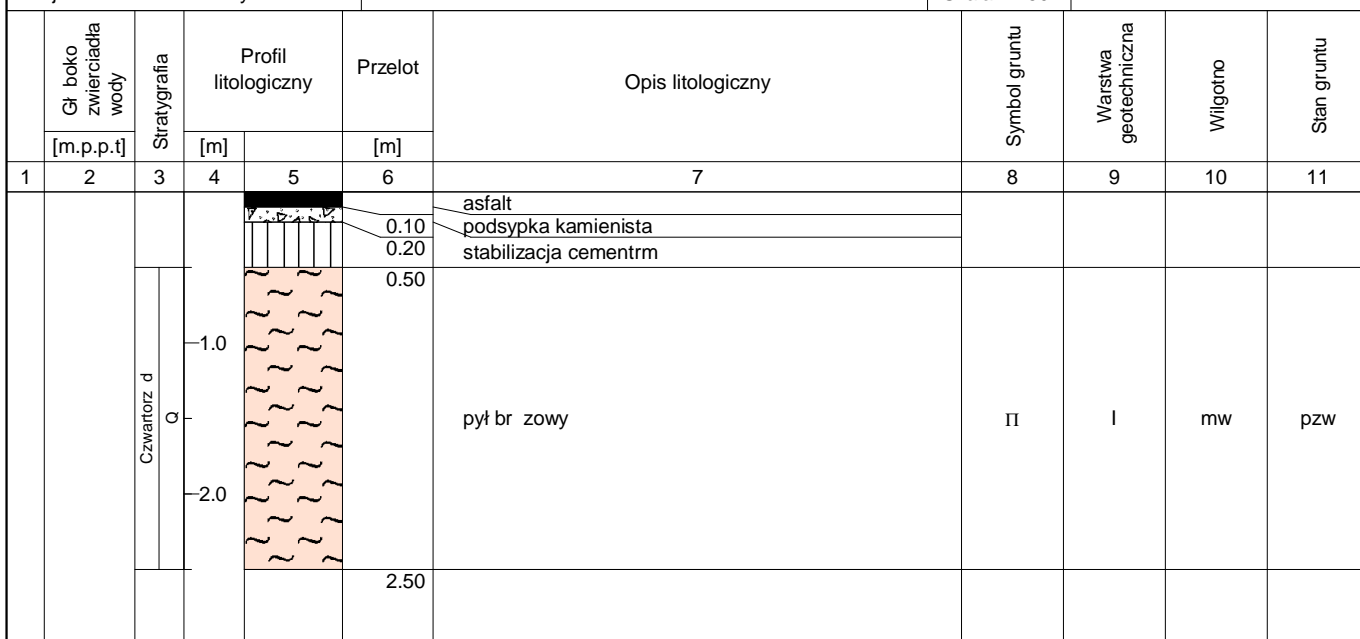 Gł boko
zwierciadła
wody
Stratygrafia
Profil
litologiczny
Przelot
Opis litologiczny
Symbol gruntu
Warstwa
geotechniczna
Wilgotno
Stan gruntu
[m.p.p.t]
[m]
[m]
1 2 3 4 5 6 7 8 9 10 11
asfalt
0.10 podsypka kamienista
0.20 stabilizacja cementrm
0.50
1.0
Czwartorz d
Q
pył br zowy Π I mw pzw
2.0
2.50